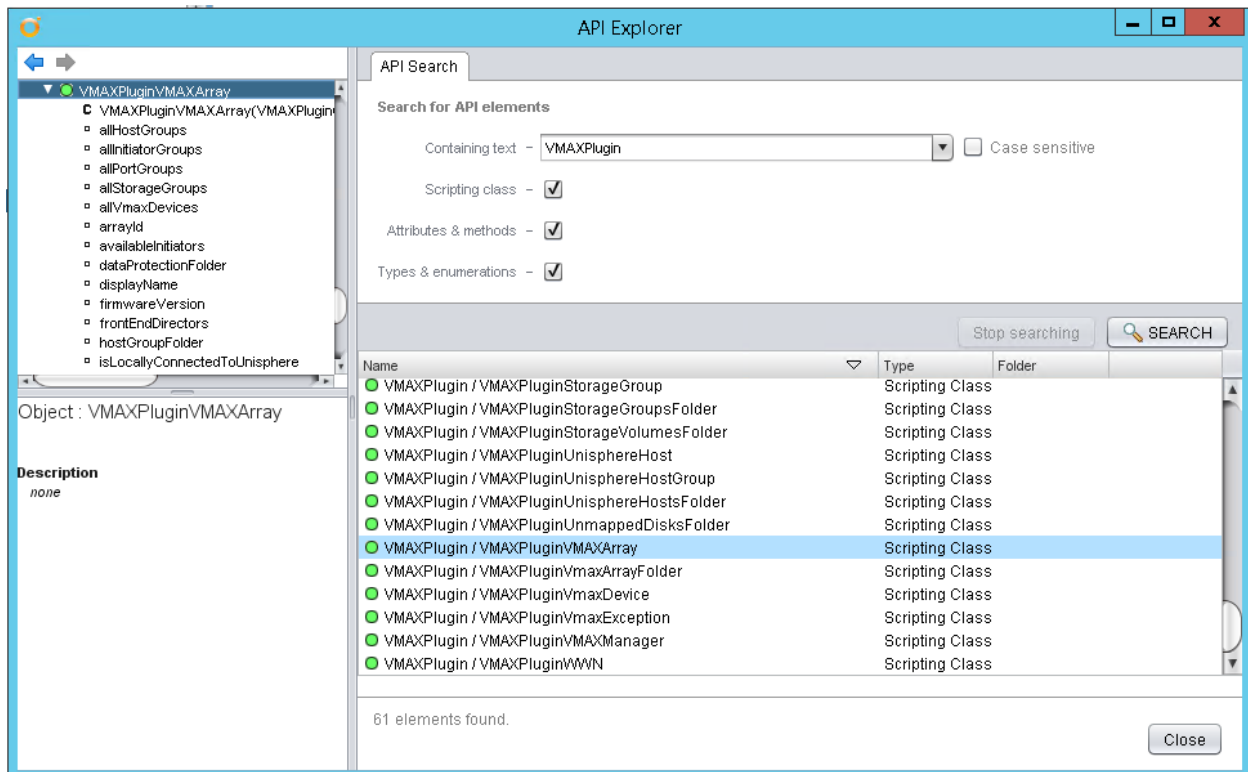 API Explorer
X
VMAXPluginVMAXArray
C VMAXPluginVMAXArray(VMAXPlugin
allHostGroups
allInitiatorGroups
allPortGroups
allStorageGroups
allVmaxDevices
arrayId
availableInitiators
dataProtectionFolder
displayName
firmwareVersion
frontEndDirectors
hostGroupFolder
isLocallyConnectedToUnisphere
Object : VMAXPluginVMAXArray
Description
none
API Search
Search for API elements
Containing text – VMAXPlugin Case sensitive
Scripting class –
Attributes & methods –
Types & enumerations –
Stop searching SEARCH
Name Type Folder
VMAXPlugin / VMAXPluginStorageGroup Scripting Class
VMAXPlugin / VMAXPluginStorageGroupsFolder Scripting Class
VMAXPlugin / VMAXPluginStorageVolumesFolder Scripting Class
VMAXPlugin / VMAXPluginUnisphereHost Scripting Class
VMAXPlugin / VMAXPluginUnisphereHostGroup Scripting Class
VMAXPlugin / VMAXPluginUnisphereHostsFolder Scripting Class
VMAXPlugin / VMAXPluginUnmappedDisksFolder Scripting Class
VMAXPlugin / VMAXPluginVMAXArray Scripting Class
VMAXPlugin / VMAXPluginVmaxArrayFolder Scripting Class
VMAXPlugin / VMAXPluginVmaxDevice Scripting Class
VMAXPlugin / VMAXPluginVmaxException Scripting Class
VMAXPlugin / VMAXPluginVMAXManager Scripting Class
VMAXPlugin / VMAXPluginWWN Scripting Class
61 elements found.
Close